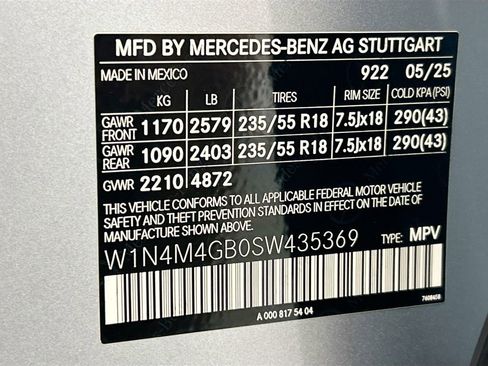 MFD BY MERCEDES-BENZ AG STUTTGART
MADE IN MEXICO 922 05/25
KG LB TIRES RIM SIZE COLD KPA(PSI)
GAWR FRONT 1170 2579 235/55 R18 7.5Jx18 290(43)
GAWR REAR 1090 2403 235/55 R18 7.5Jx18 290(43)
GVWR 2210 4872
THIS VEHICLE CONFORMS TO ALL APPLICABLE FEDERAL MOTOR VEHICLE
SAFETY AND THEFT PREVENTION STANDARDS IN EFFECT ON THE DATE OF
MANUFACTURE SHOWN ABOVE.
W1N4M4GB0SW435369 TYPE: MPV
7608458
A 000 817 54 04